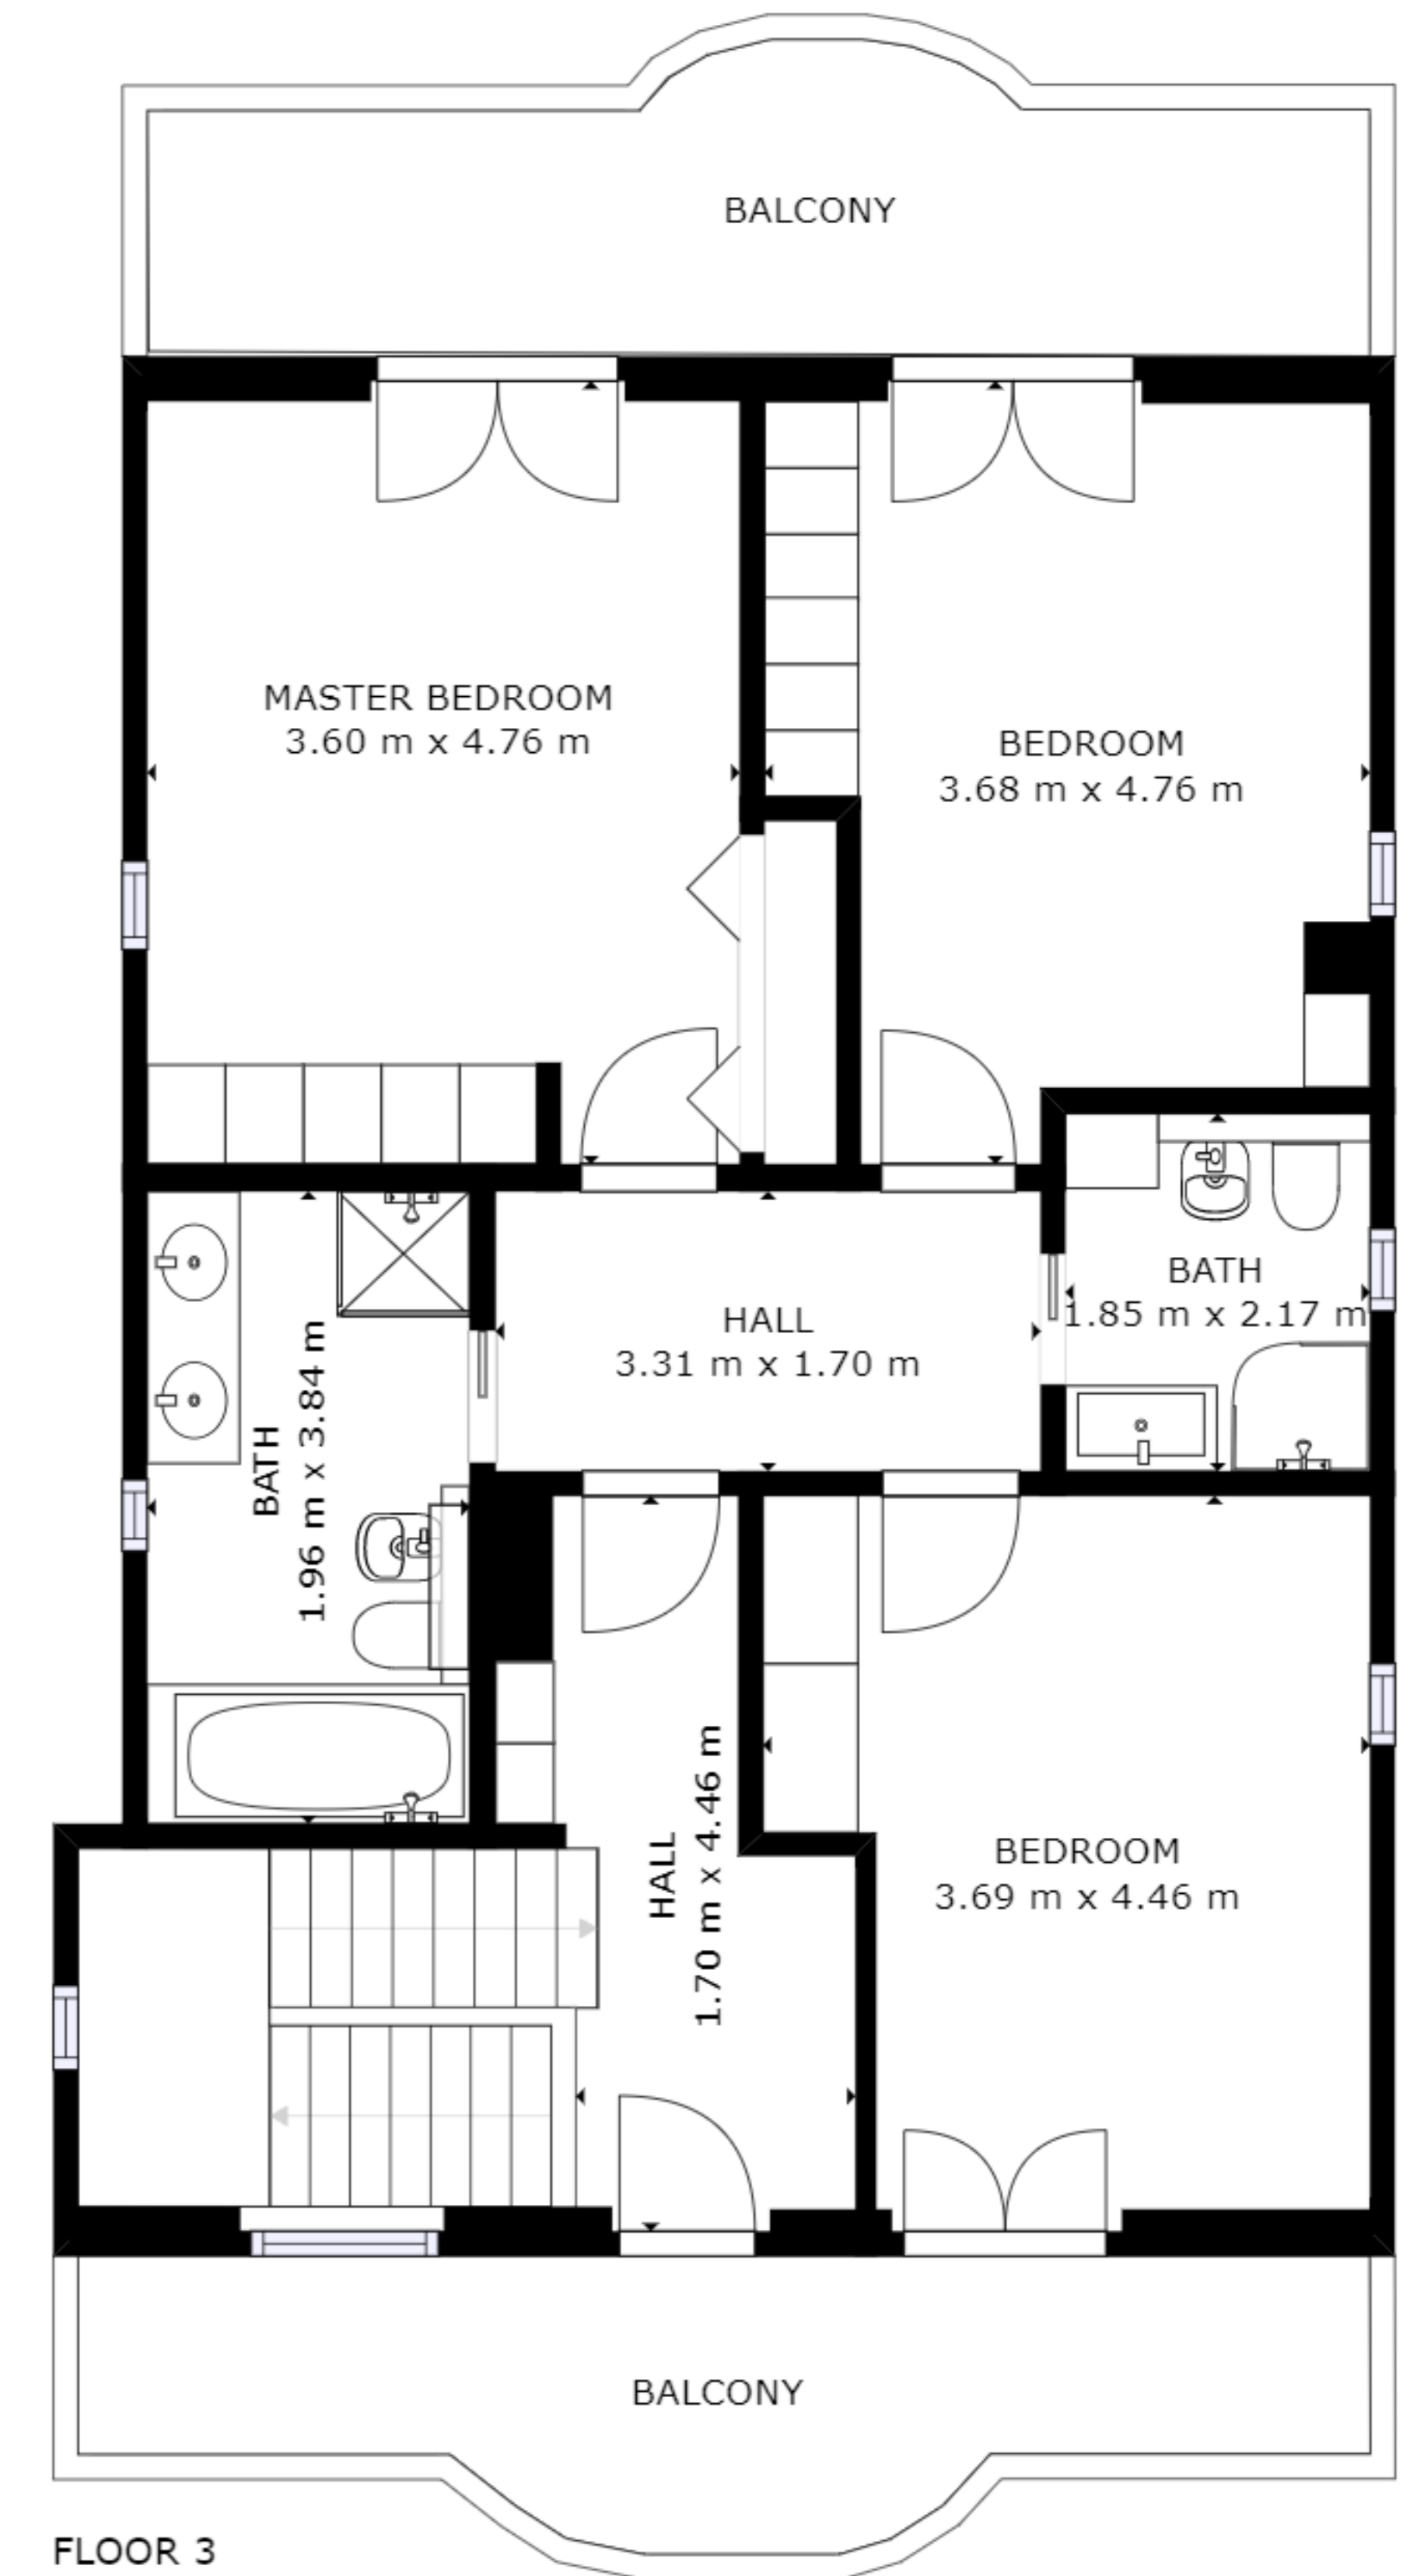 BALCONY
MASTER BEDROOM
3.60 m x 4.76 m
BEDROOM
3.68 m x 4.76 m
BATH
1.85 m x 2.17 m
HALL
3.31 m x 1.70 m
BATH
1.96 m x 3.84 m
HALL
1.70 m x 4.46 m
BEDROOM
3.69 m x 4.46 m
BALCONY
FLOOR 3